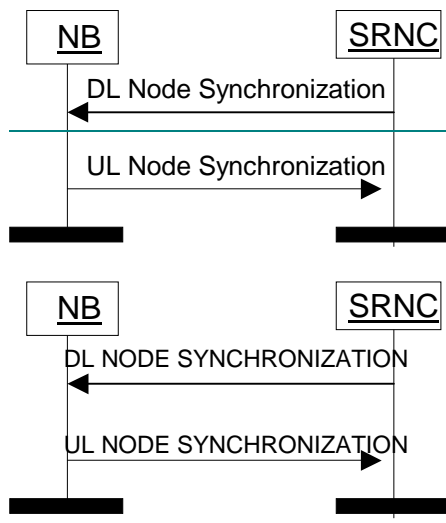 NB SRNC
DL Node Synchronization
UL Node Synchronization
NB SRNC
DL NODE SYNCHRONIZATION
UL NODE SYNCHRONIZATION